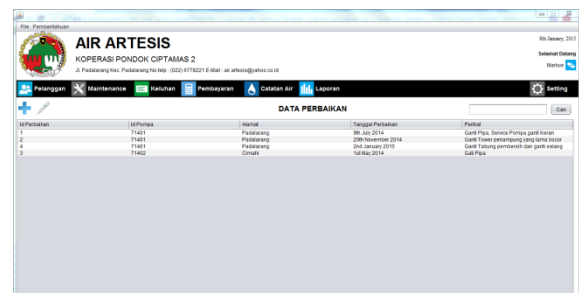 File Pemberitahuan
AIR ARTESIS
KOPERASI PONDOK CIPTAMAS 2
Jl. Padalarang Kec. Padalarang No.telp : (022) 6778221 E-Mail : air.artesis@yahoo.co.id
8th January, 2015
Selamat Datang
Markus
Pelanggan Maintenance Keluhan Pembayaran Catatan Air Laporan Setting
DATA PERBAIKAN
Cari
Id.Perbaikan Id.Pompa Alamat Tanggal Perbaikan Perihal
1 71401 Padalarang 9th July 2014 Ganti Pipa, Service Pompa ganti Karan
2 71401 Padalarang 20th November 2014 Ganti Tower penampung yang lama bocor
4 71401 Padalarang 2nd January 2015 Ganti Tabung pembersih dan ganti selang
3 71402 Cimahi 1st May 2014 Gati Pipa